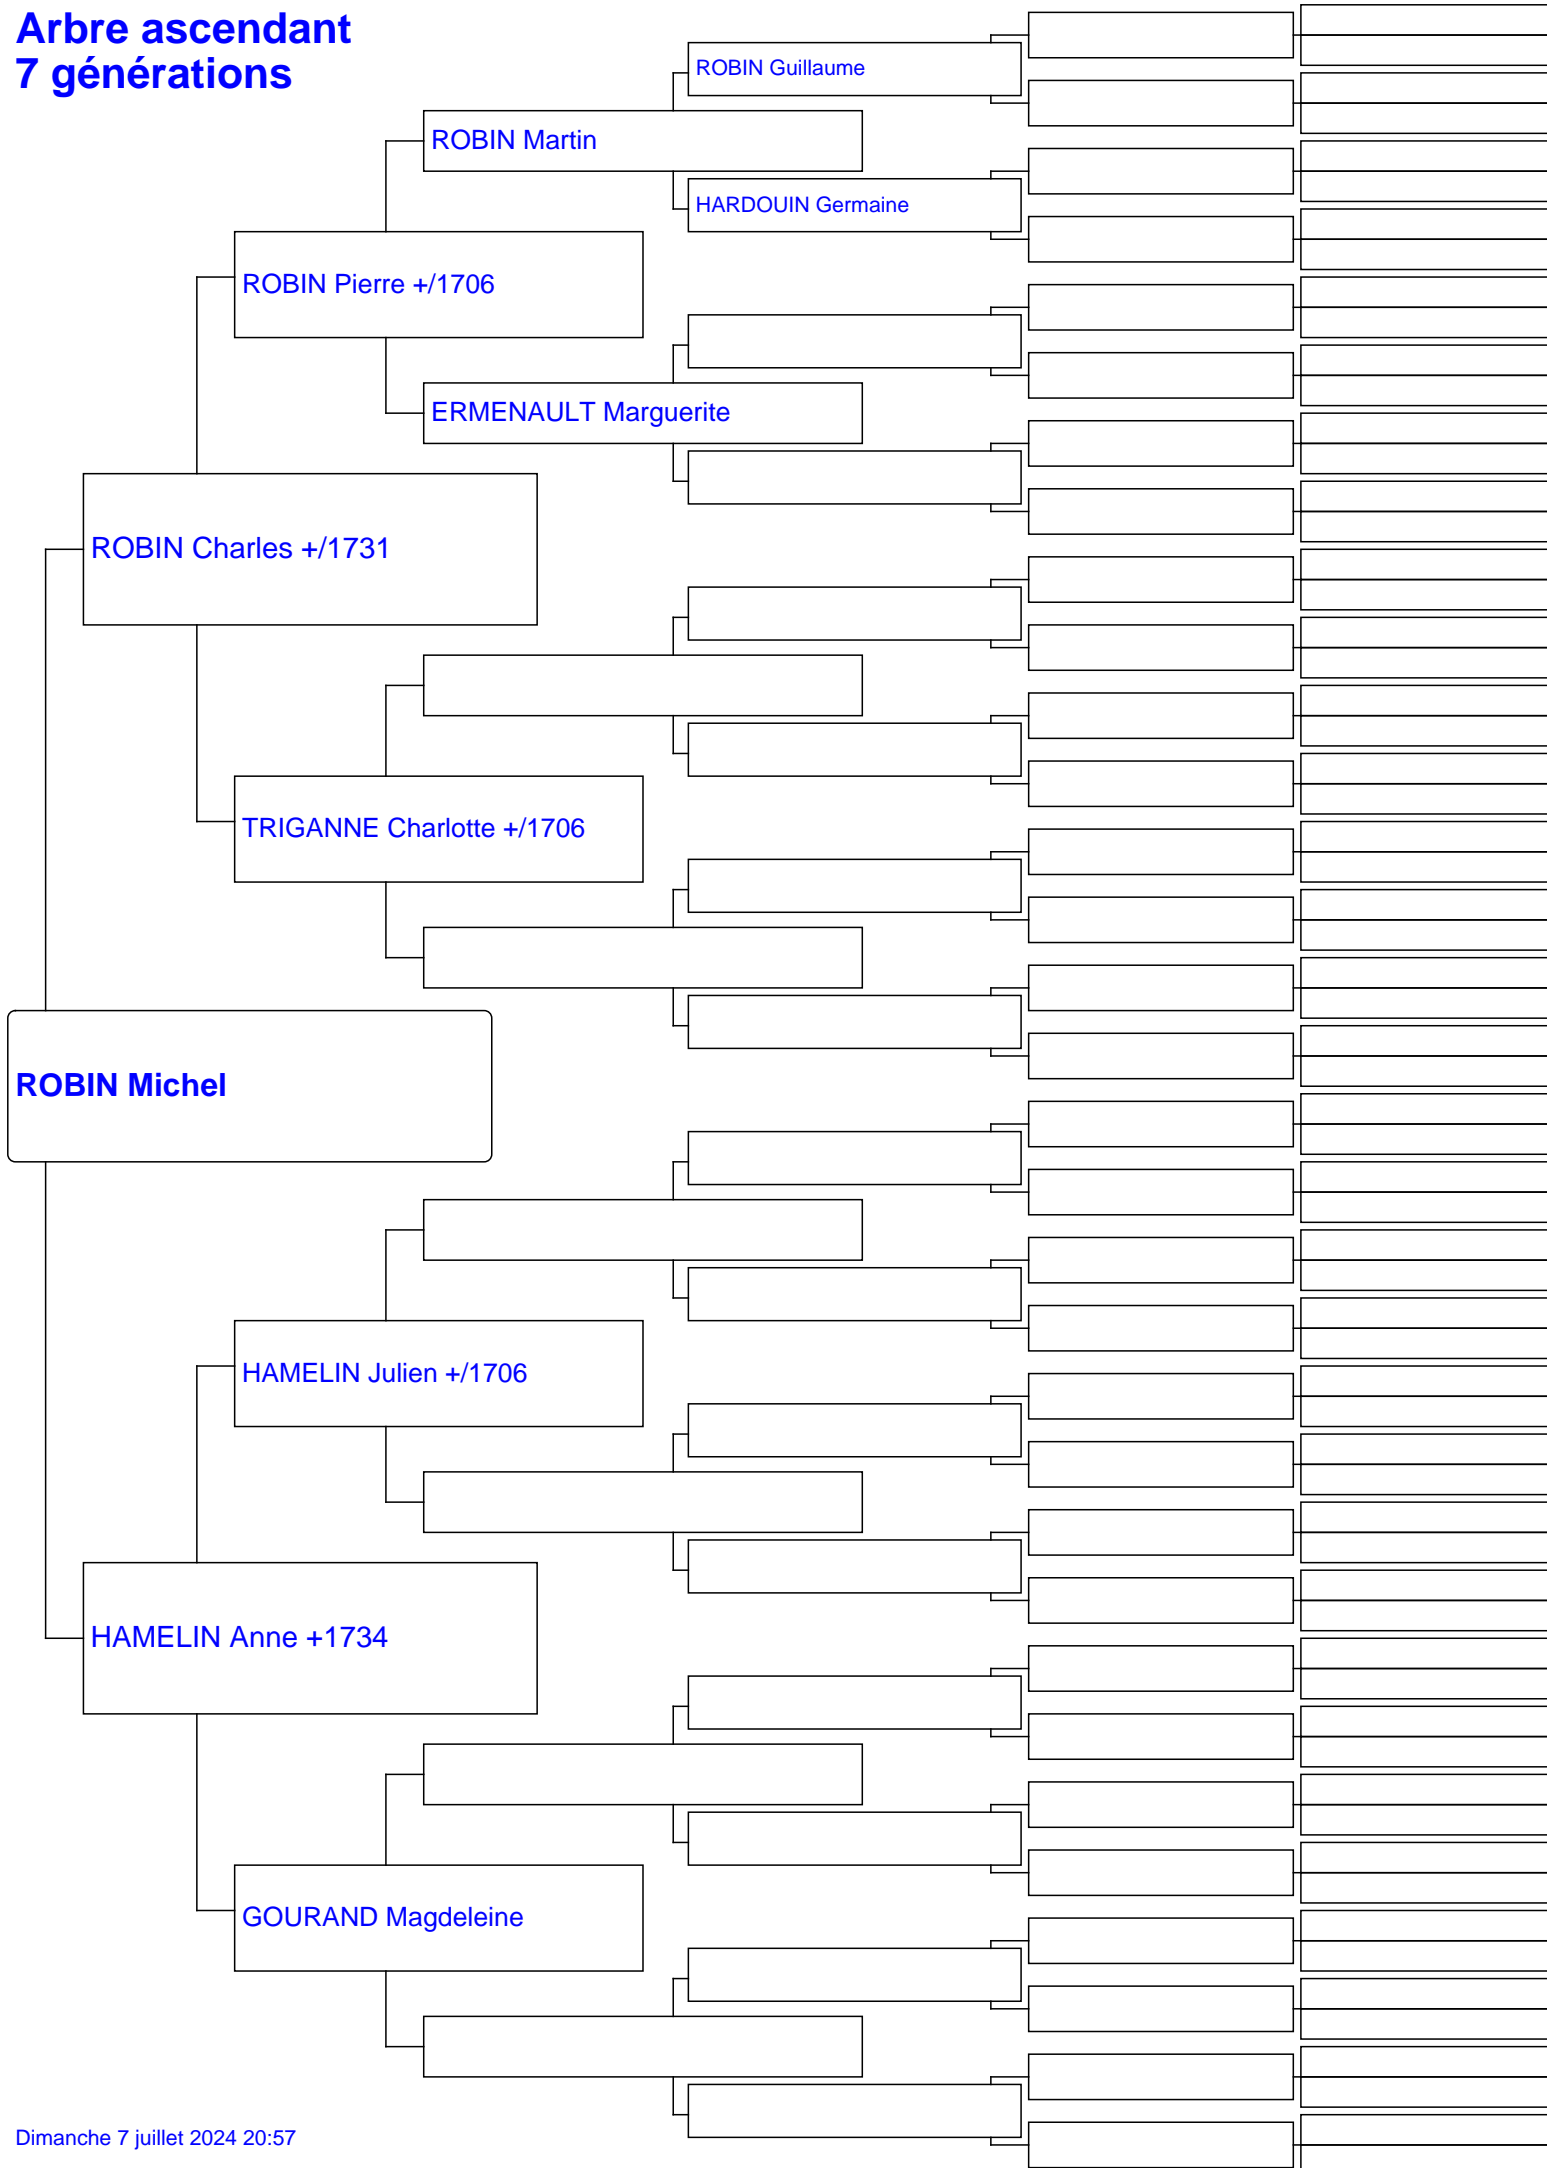 Arbre ascendant
7 générations
ROBIN Guillaume
ROBIN Martin
HARDOUIN Germaine
ROBIN Pierre +/1706
ERMENAULT Marguerite
ROBIN Charles +/1731
TRIGANNE Charlotte +/1706
ROBIN Michel
HAMELIN Julien +/1706
HAMELIN Anne +1734
GOURAND Magdeleine
Dimanche 7 juillet 2024 20:57